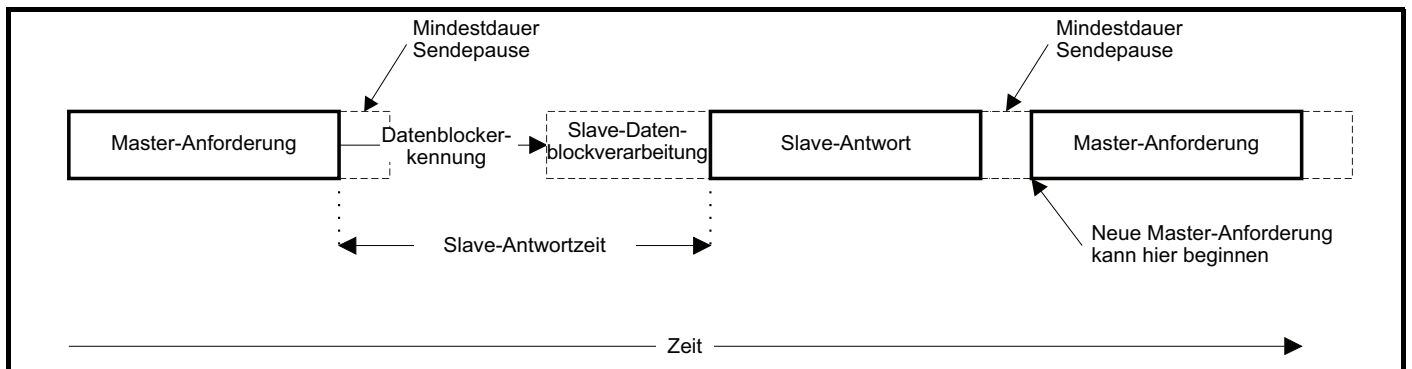 Mindestdauer
Sendepause
Mindestdauer
Sendepause
Master-Anforderung
Datenblocker-
kennung
Slave-Daten-
blockverarbeitung
Slave-Antwort
Master-Anforderung
Slave-Antwortzeit
Neue Master-Anforderung
kann hier beginnen
Zeit